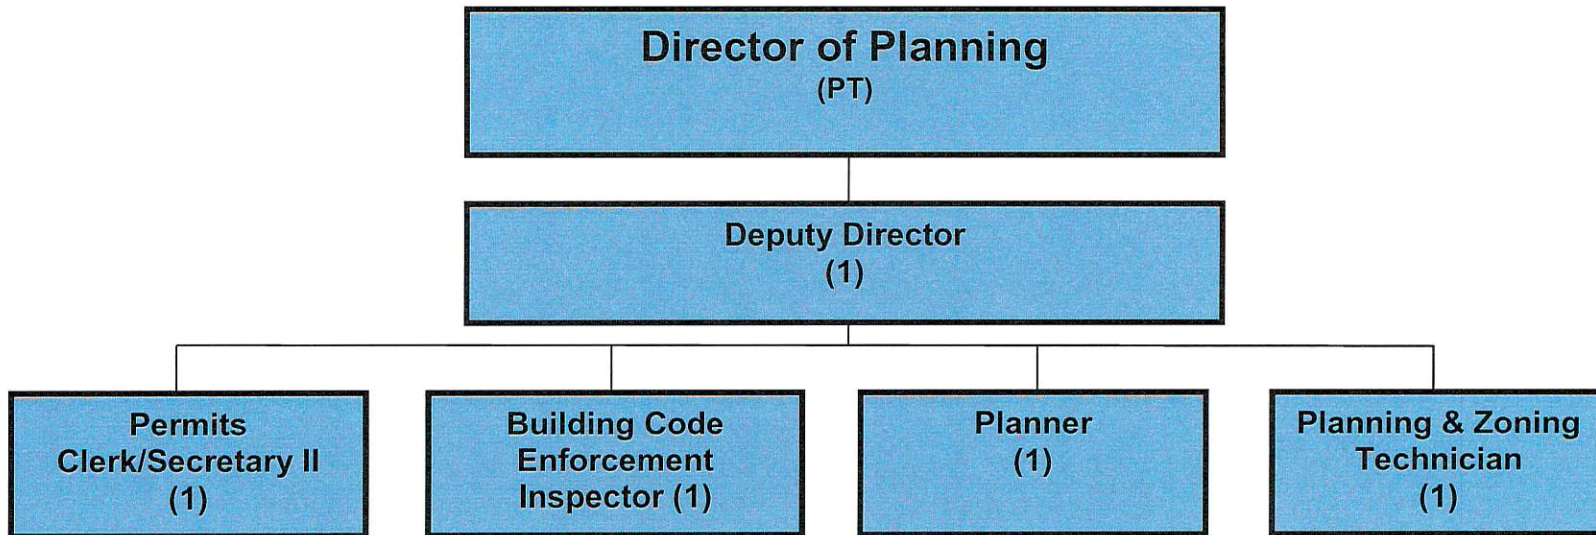 Director of Planning
(PT)
Deputy Director
(1)
Permits
Clerk/Secretary II
(1)
Building Code
Enforcement
Inspector (1)
Planner
(1)
Planning & Zoning
Technician
(1)